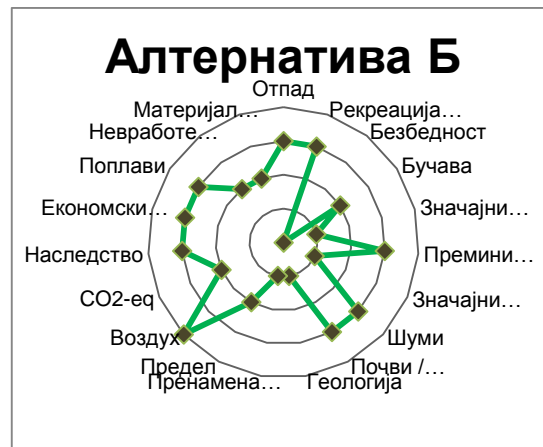 Алтернатива Б
Отпад
Рекреација…
Безбедност
Бучава
Значајни…
Премини…
Значајни…
Шуми
Почви /…
Геологија
Пренамена…
Предел
Воздух
CO2-eq
Наследство
Економски…
Поплави
Невработе…
Материјал…